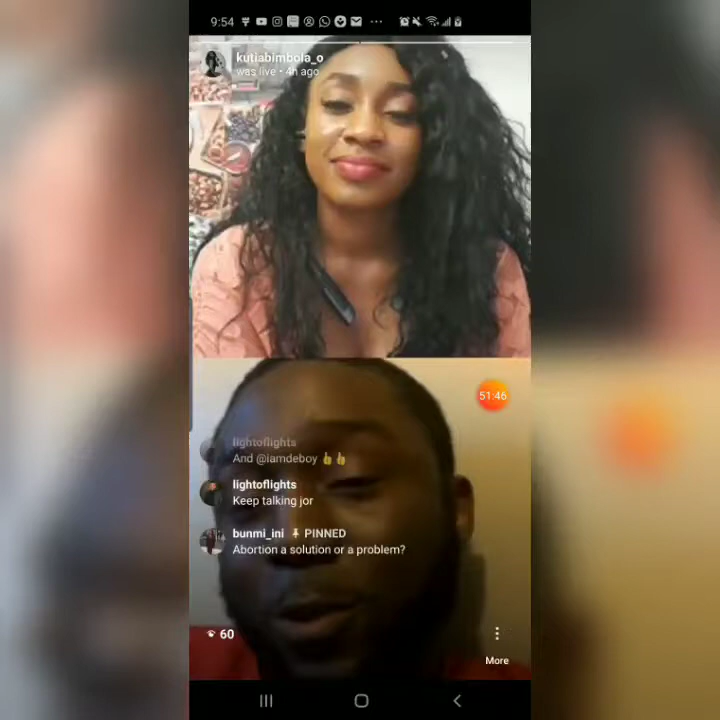 9:54
kutiabimbola_o
was live • 4h ago
51:46
lightoflights
And @iamdeboy 👍👍
lightoflights
Keep talking jor
bunmi_ini PINNED
Abortion a solution or a problem?
60
More